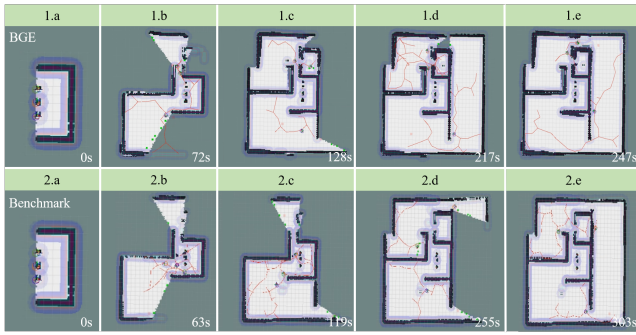 1.a 1.b 1.c 1.d 1.e
BGE
0s 72s 128s 217s 247s
2.a 2.b 2.c 2.d 2.e
Benchmark
0s 63s 119s 255s 303s